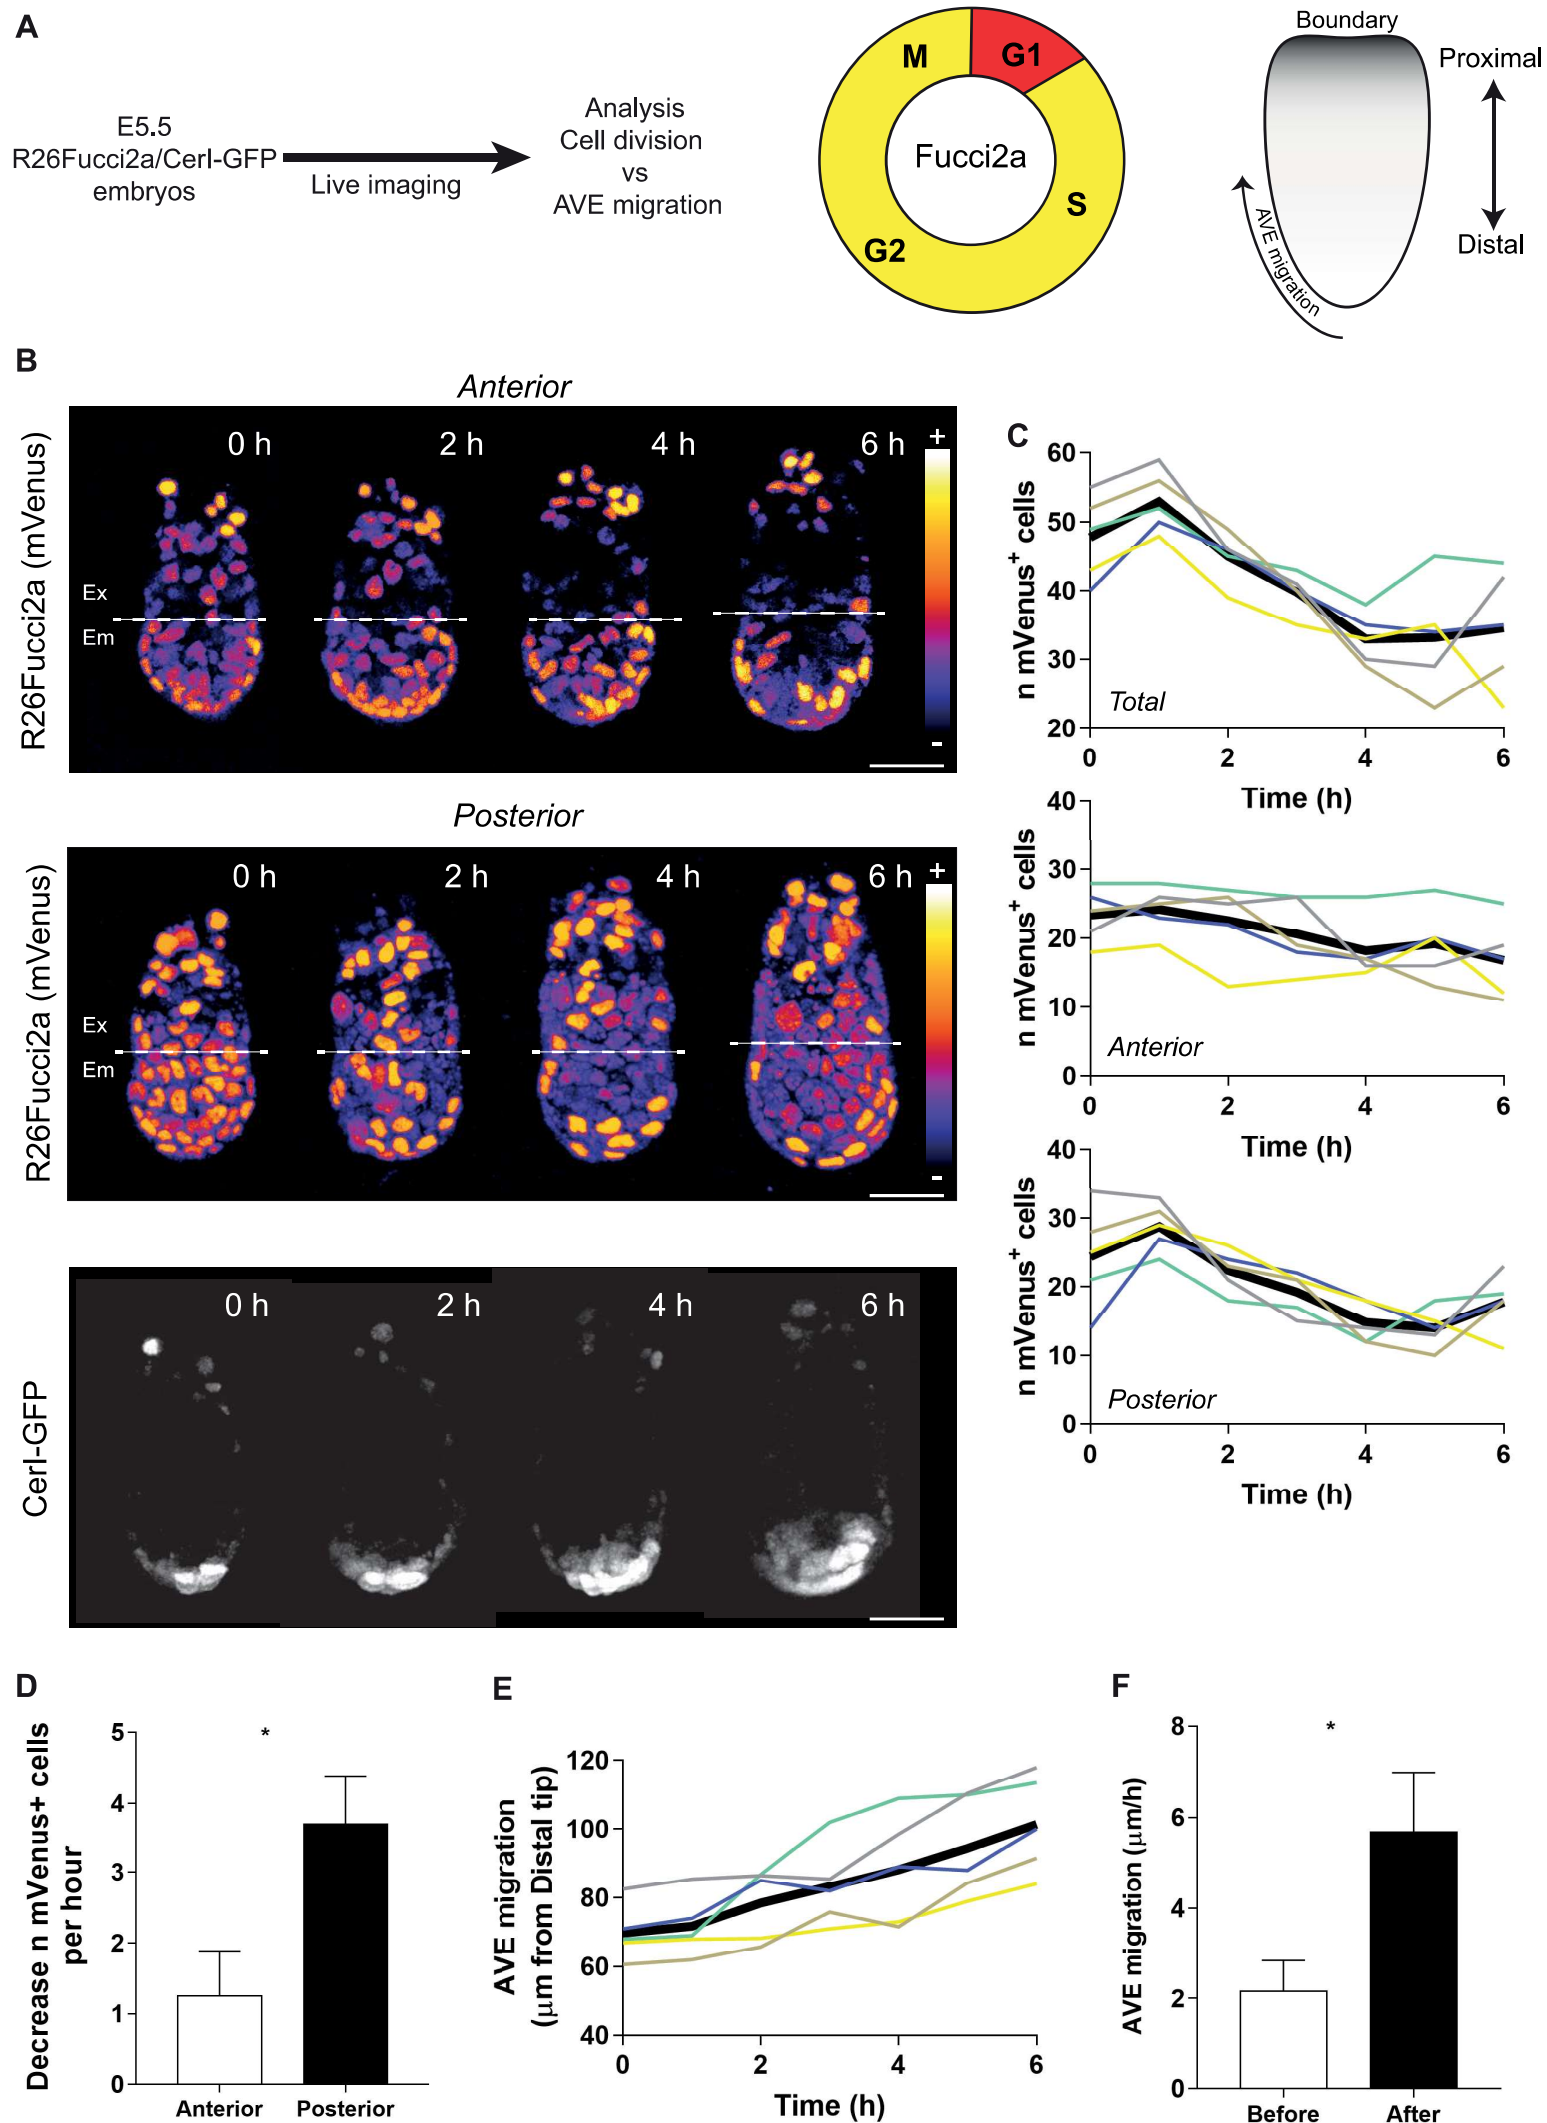 A
E5.5
R26Fucci2a/Cerl-GFP
embryos
Live imaging
Analysis
Cell division
vs
AVE migration
M
G1
S
G2
Fucci2a
Boundary
Proximal
Distal
AVE migration
B
Anterior
R26Fucci2a (mVenus)
0 h
2 h
4 h
6 h
+
-
Ex
Em
Posterior
R26Fucci2a (mVenus)
0 h
2 h
4 h
6 h
+
-
Ex
Em
Cerl-GFP
0 h
2 h
4 h
6 h
C
n mVenus+ cells
60
50
40
30
20
Total
0 2 4 6
Time (h)
n mVenus+ cells
40
30
20
10
0
Anterior
0 2 4 6
Time (h)
n mVenus+ cells
40
30
20
10
0
Posterior
0 2 4 6
Time (h)
D
Decrease n mVenus+ cells
per hour
5
4
3
2
1
0
*
Anterior Posterior
E
AVE migration
(μm from Distal tip)
120
100
80
60
40
0 2 4 6
Time (h)
F
AVE migration (μm/h)
8
6
4
2
0
*
Before After